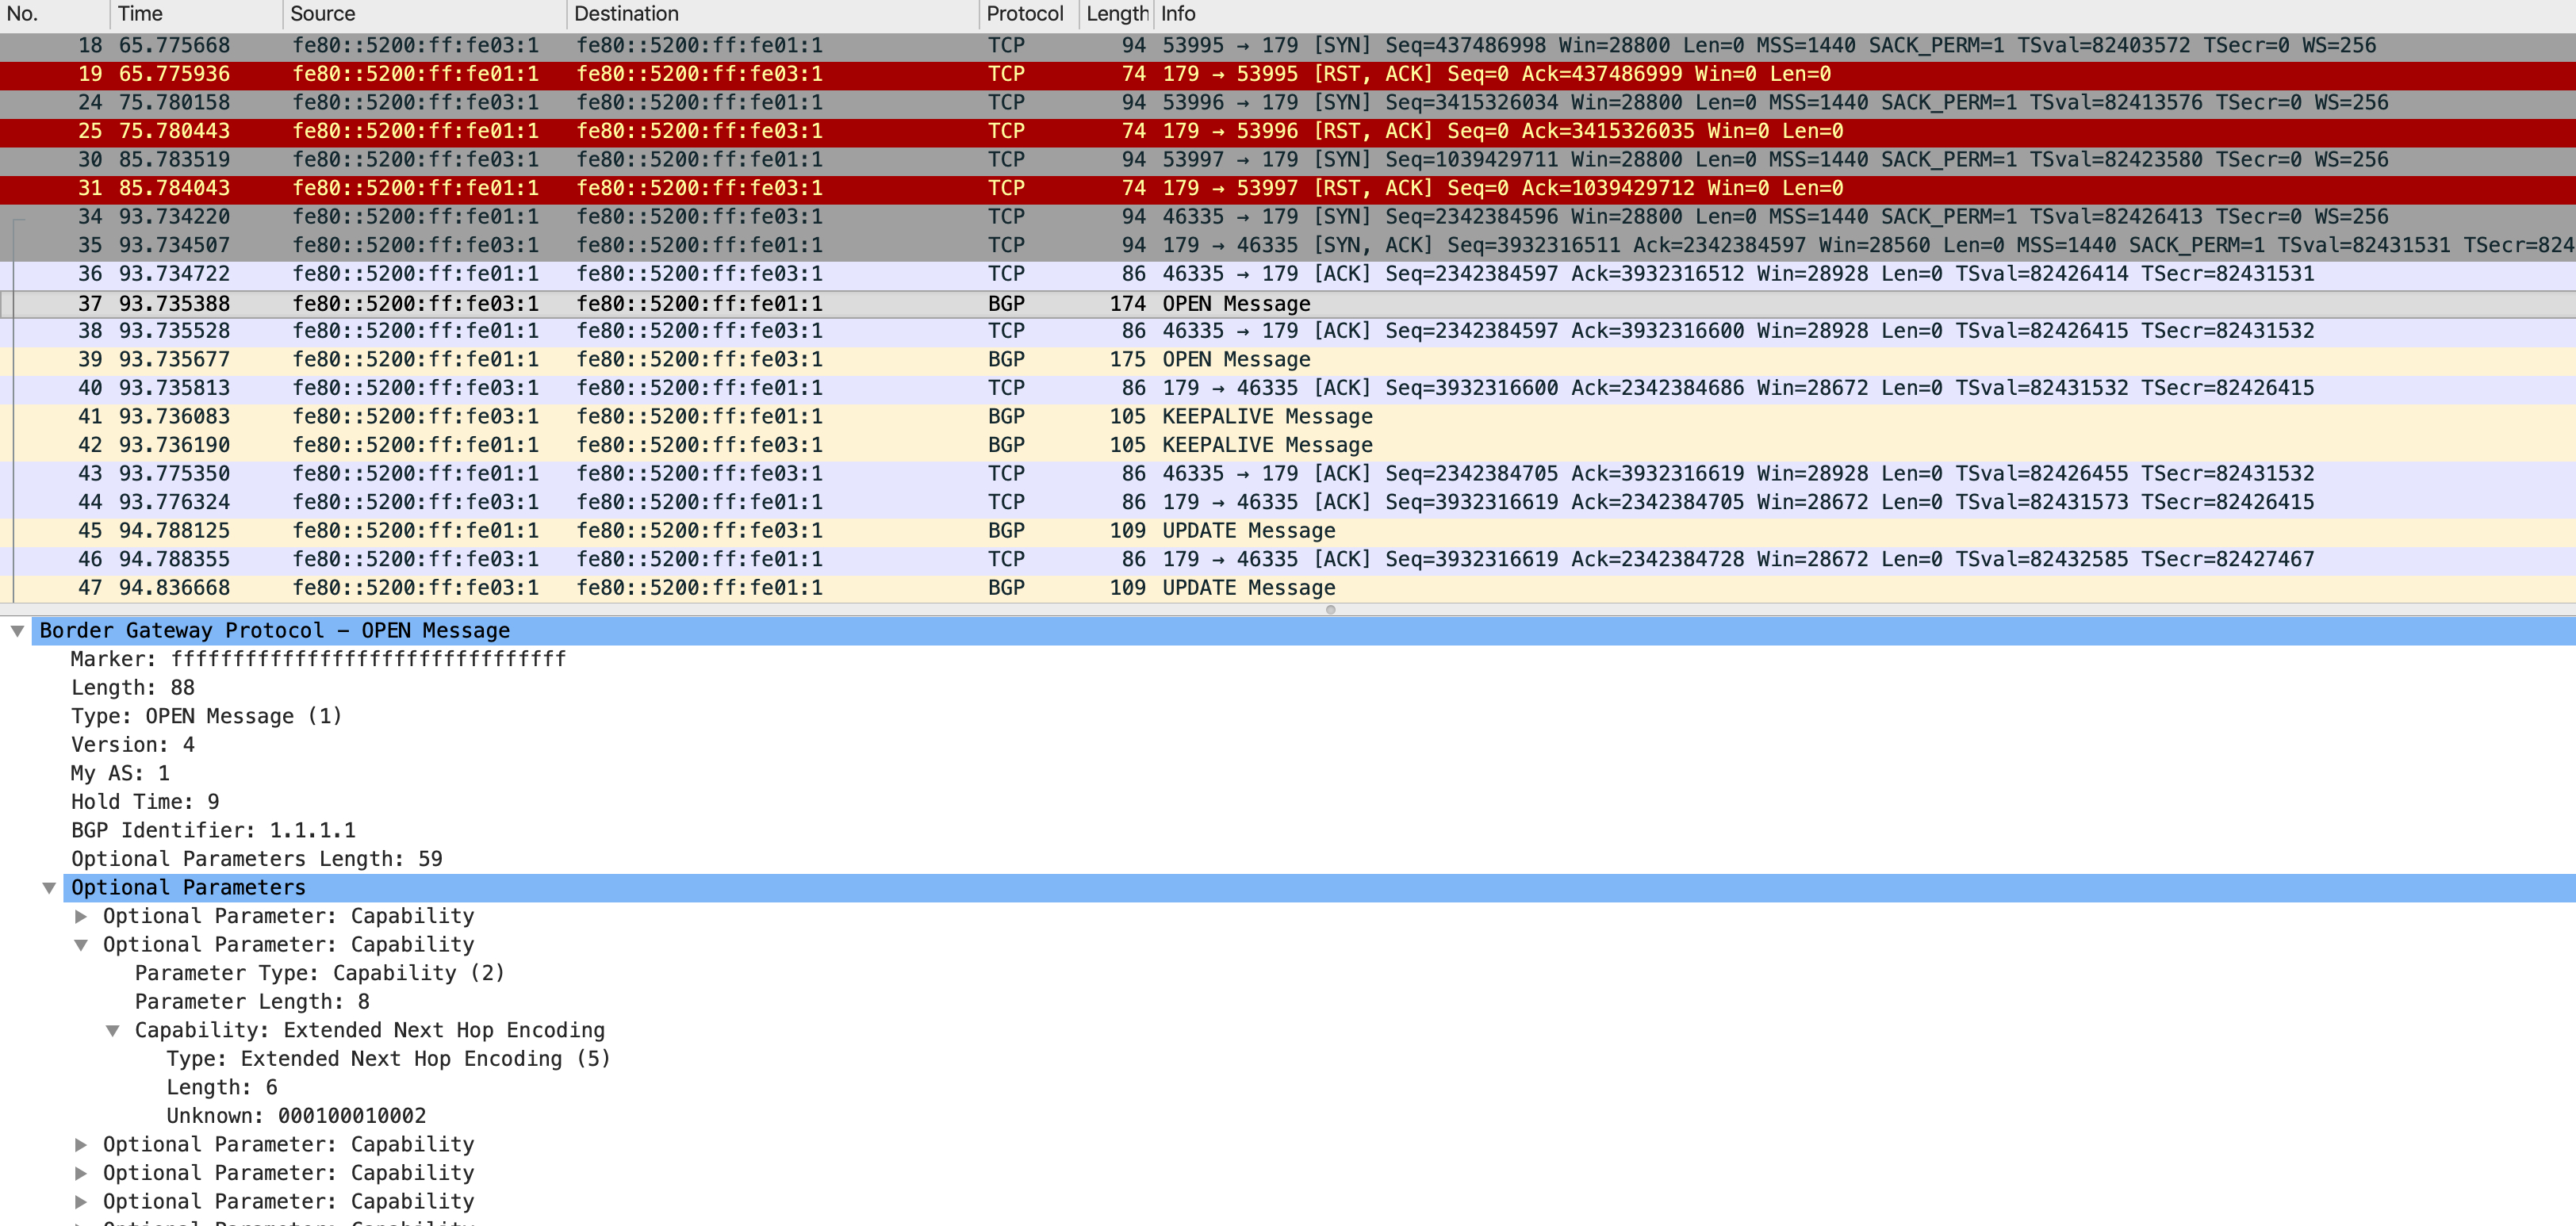 No. Time Source Destination Protocol Length Info
18 65.775668 fe80::5200:ff:fe03:1 fe80::5200:ff:fe01:1 TCP 94 53995 → 179 [SYN] Seq=437486998 Win=28800 Len=0 MSS=1440 SACK_PERM=1 TSval=82403572 TSecr=0 WS=256
19 65.775936 fe80::5200:ff:fe01:1 fe80::5200:ff:fe03:1 TCP 74 179 → 53995 [RST, ACK] Seq=0 Ack=437486999 Win=0 Len=0
24 75.780158 fe80::5200:ff:fe03:1 fe80::5200:ff:fe01:1 TCP 94 53996 → 179 [SYN] Seq=3415326034 Win=28800 Len=0 MSS=1440 SACK_PERM=1 TSval=82413576 TSecr=0 WS=256
25 75.780443 fe80::5200:ff:fe01:1 fe80::5200:ff:fe03:1 TCP 74 179 → 53996 [RST, ACK] Seq=0 Ack=3415326035 Win=0 Len=0
30 85.783519 fe80::5200:ff:fe03:1 fe80::5200:ff:fe01:1 TCP 94 53997 → 179 [SYN] Seq=1039429711 Win=28800 Len=0 MSS=1440 SACK_PERM=1 TSval=82423580 TSecr=0 WS=256
31 85.784043 fe80::5200:ff:fe01:1 fe80::5200:ff:fe03:1 TCP 74 179 → 53997 [RST, ACK] Seq=0 Ack=1039429712 Win=0 Len=0
34 93.734220 fe80::5200:ff:fe01:1 fe80::5200:ff:fe03:1 TCP 94 46335 → 179 [SYN] Seq=2342384596 Win=28800 Len=0 MSS=1440 SACK_PERM=1 TSval=82426413 TSecr=0 WS=256
35 93.734507 fe80::5200:ff:fe03:1 fe80::5200:ff:fe01:1 TCP 94 179 → 46335 [SYN, ACK] Seq=3932316511 Ack=2342384597 Win=28560 Len=0 MSS=1440 SACK_PERM=1 TSval=82431531 TSecr=824
36 93.734722 fe80::5200:ff:fe01:1 fe80::5200:ff:fe03:1 TCP 86 46335 → 179 [ACK] Seq=2342384597 Ack=3932316512 Win=28928 Len=0 TSval=82426414 TSecr=82431531
37 93.735388 fe80::5200:ff:fe03:1 fe80::5200:ff:fe01:1 BGP 174 OPEN Message
38 93.735528 fe80::5200:ff:fe01:1 fe80::5200:ff:fe03:1 TCP 86 46335 → 179 [ACK] Seq=2342384597 Ack=3932316600 Win=28928 Len=0 TSval=82426415 TSecr=82431532
39 93.735677 fe80::5200:ff:fe01:1 fe80::5200:ff:fe03:1 BGP 175 OPEN Message
40 93.735813 fe80::5200:ff:fe03:1 fe80::5200:ff:fe01:1 TCP 86 179 → 46335 [ACK] Seq=3932316600 Ack=2342384686 Win=28672 Len=0 TSval=82431532 TSecr=82426415
41 93.736083 fe80::5200:ff:fe03:1 fe80::5200:ff:fe01:1 BGP 105 KEEPALIVE Message
42 93.736190 fe80::5200:ff:fe01:1 fe80::5200:ff:fe03:1 BGP 105 KEEPALIVE Message
43 93.775350 fe80::5200:ff:fe01:1 fe80::5200:ff:fe03:1 TCP 86 46335 → 179 [ACK] Seq=2342384705 Ack=3932316619 Win=28928 Len=0 TSval=82426455 TSecr=82431532
44 93.776324 fe80::5200:ff:fe03:1 fe80::5200:ff:fe01:1 TCP 86 179 → 46335 [ACK] Seq=3932316619 Ack=2342384705 Win=28672 Len=0 TSval=82431573 TSecr=82426415
45 94.788125 fe80::5200:ff:fe01:1 fe80::5200:ff:fe03:1 BGP 109 UPDATE Message
46 94.788355 fe80::5200:ff:fe03:1 fe80::5200:ff:fe01:1 TCP 86 179 → 46335 [ACK] Seq=3932316619 Ack=2342384728 Win=28672 Len=0 TSval=82432585 TSecr=82427467
47 94.836668 fe80::5200:ff:fe03:1 fe80::5200:ff:fe01:1 BGP 109 UPDATE Message
Border Gateway Protocol – OPEN Message
Marker: ffffffffffffffffffffffffffffffff
Length: 88
Type: OPEN Message (1)
Version: 4
My AS: 1
Hold Time: 9
BGP Identifier: 1.1.1.1
Optional Parameters Length: 59
Optional Parameters
Optional Parameter: Capability
Optional Parameter: Capability
Parameter Type: Capability (2)
Parameter Length: 8
Capability: Extended Next Hop Encoding
Type: Extended Next Hop Encoding (5)
Length: 6
Unknown: 000100010002
Optional Parameter: Capability
Optional Parameter: Capability
Optional Parameter: Capability